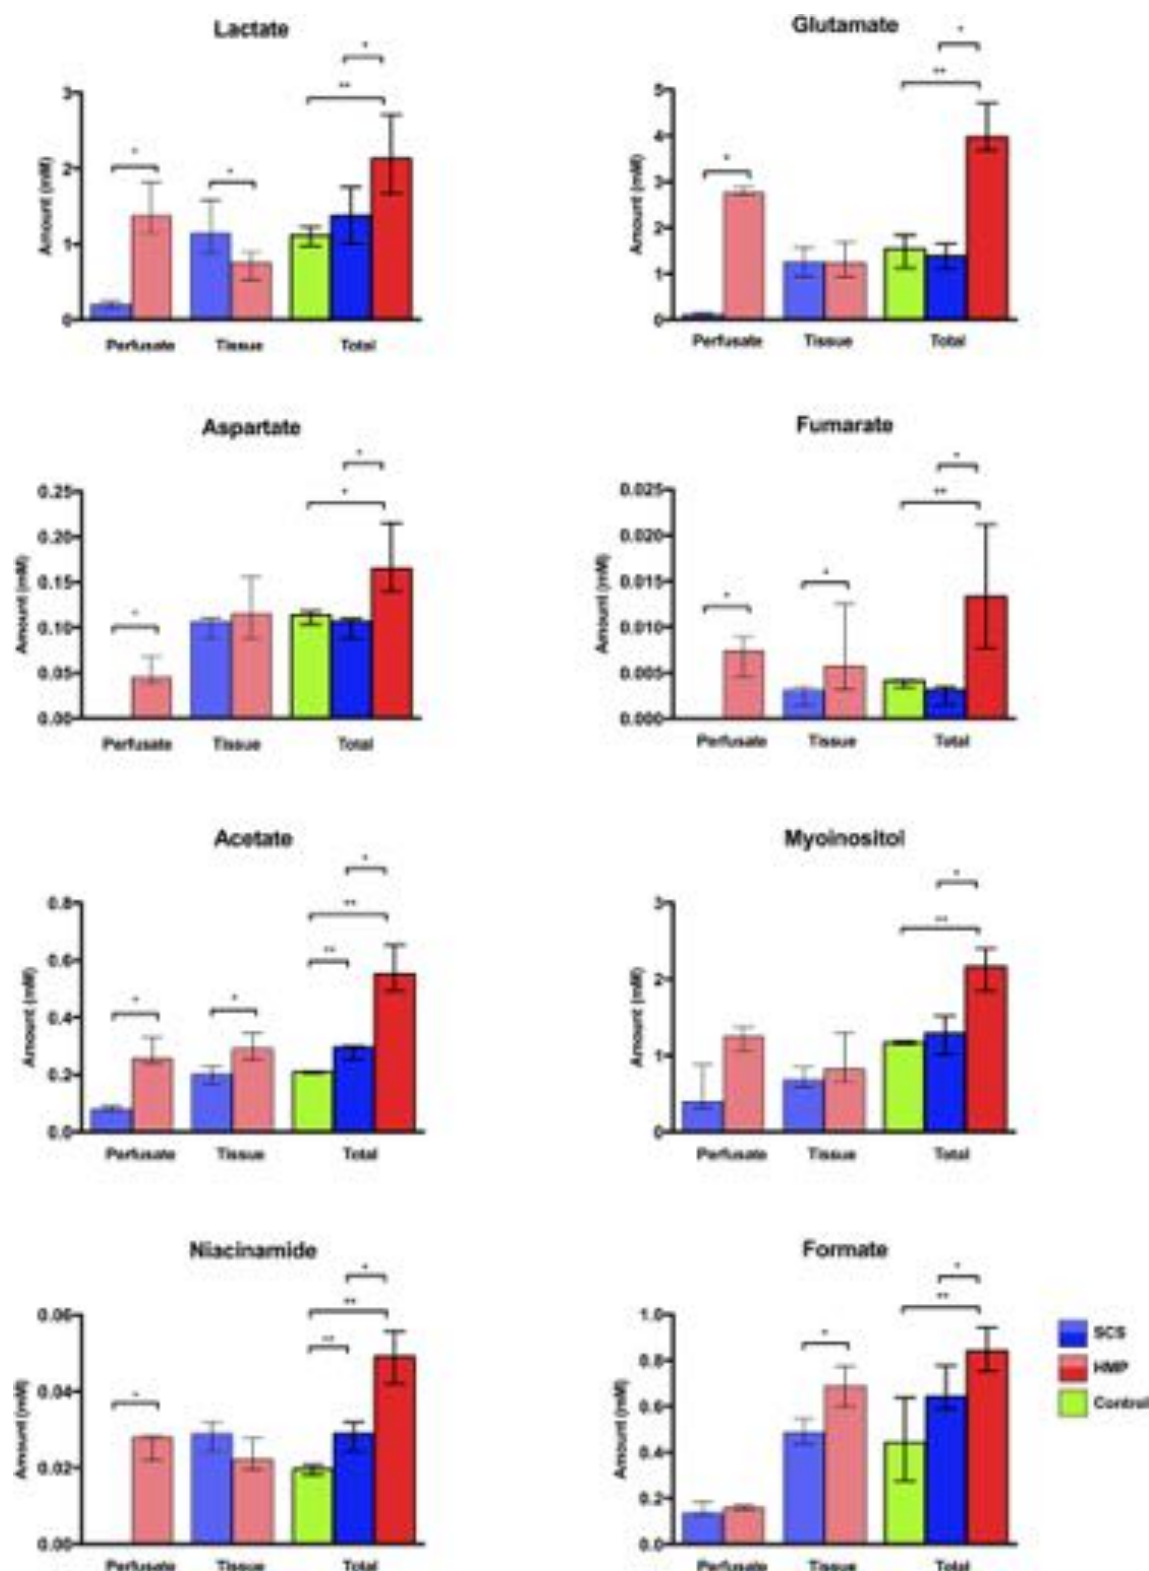 Lactate
* 
**
* *
3
2
1
0
Amount (mM)
Perfusate Tissue Total
Glutamate
*
**
*
5
4
3
2
1
0
Amount (mM)
Perfusate Tissue Total
Aspartate
*
*
*
0.25
0.20
0.15
0.10
0.05
0.00
Amount (mM)
Perfusate Tissue Total
Fumarate
*
**
* *
0.025
0.020
0.015
0.010
0.005
0.000
Amount (mM)
Perfusate Tissue Total
Acetate
*
**
**
* *
0.8
0.6
0.4
0.2
0.0
Amount (mM)
Perfusate Tissue Total
Myoinositol
*
**
3
2
1
0
Amount (mM)
Perfusate Tissue Total
Niacinamide
*
**
**
*
0.06
0.04
0.02
0.00
Amount (mM)
Perfusate Tissue Total
Formate
*
**
*
1.0
0.8
0.6
0.4
0.2
0.0
Amount (mM)
Perfusate Tissue Total
SCS
HMP
Control